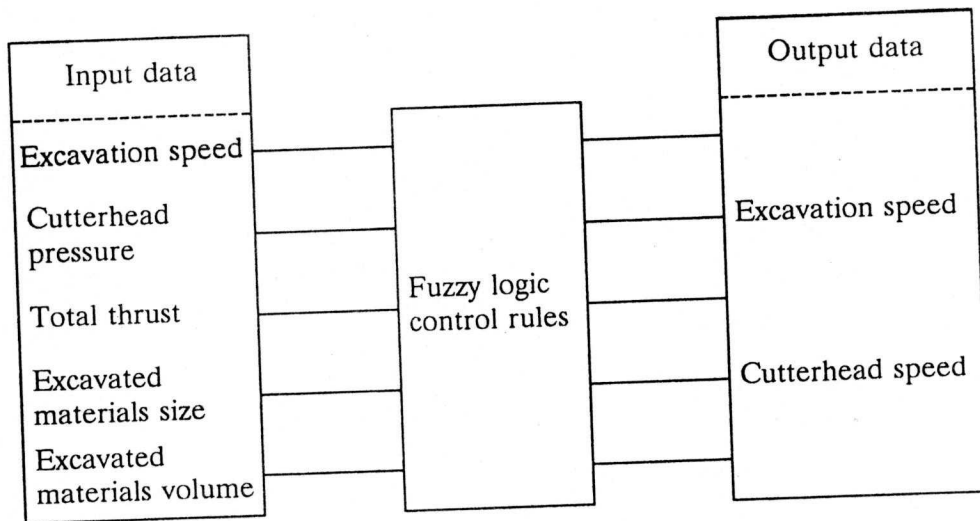 Input data
Excavation speed
Cutterhead
pressure
Total thrust
Excavated
materials size
Excavated
materials volume
Fuzzy logic
control rules
Output data
Excavation speed
Cutterhead speed